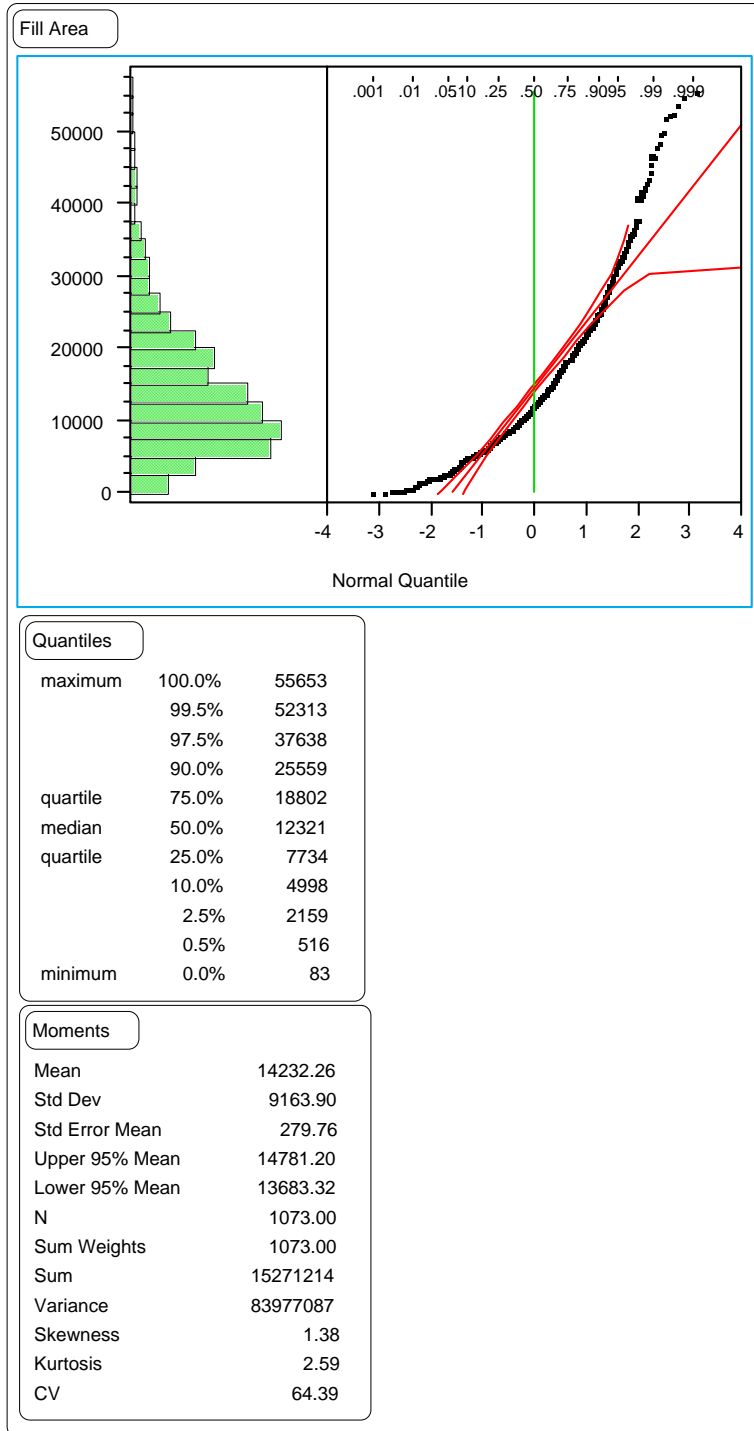 Fill Area
.001 .01 .05.10 .25 .50 .75 .90.95 .99 .999
50000
40000
30000
20000
10000
0
-4 -3 -2 -1 0 1 2 3 4
Normal Quantile
Quantiles
maximum 100.0% 55653
99.5% 52313
97.5% 37638
90.0% 25559
quartile 75.0% 18802
median 50.0% 12321
quartile 25.0% 7734
10.0% 4998
2.5% 2159
0.5% 516
minimum 0.0% 83
Moments
Mean 14232.26
Std Dev 9163.90
Std Error Mean 279.76
Upper 95% Mean 14781.20
Lower 95% Mean 13683.32
N 1073.00
Sum Weights 1073.00
Sum 15271214
Variance 83977087
Skewness 1.38
Kurtosis 2.59
CV 64.39